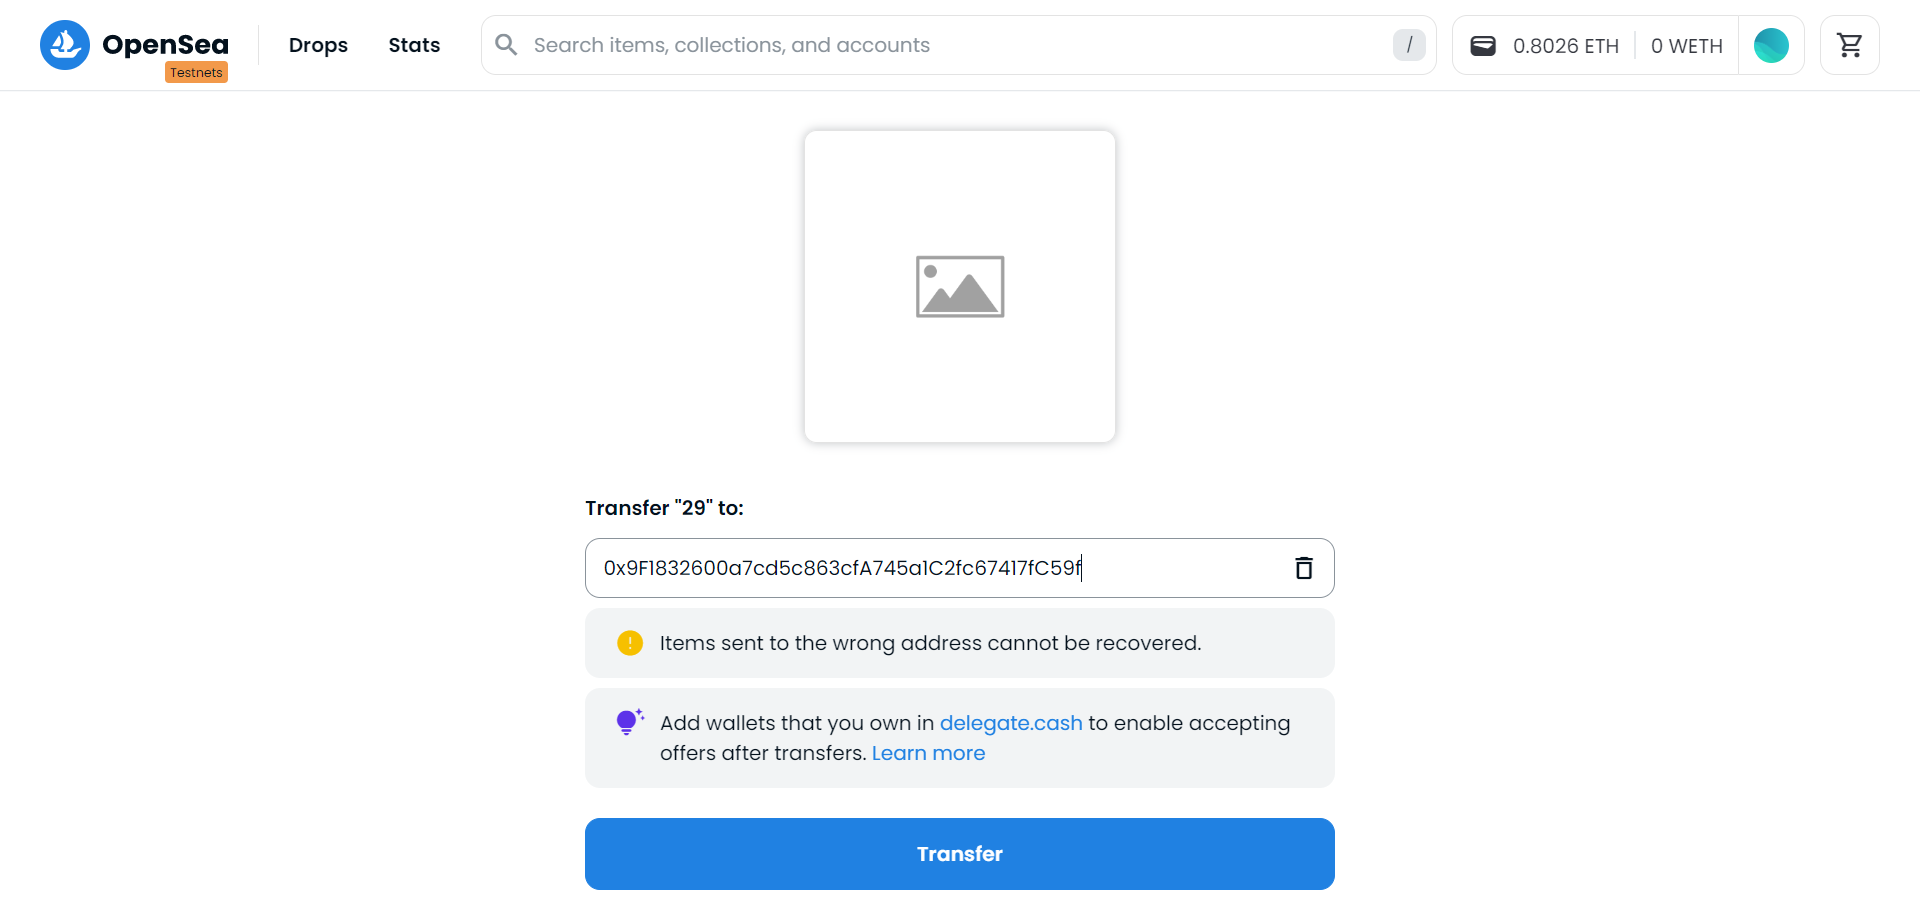 OpenSea
Testnets
Drops
Stats
Search items, collections, and accounts
/
0.8026 ETH
0 WETH
Transfer "29" to:
0x9F1832600a7cd5c863cfA745a1C2fc67417fC59f
Items sent to the wrong address cannot be recovered.
Add wallets that you own in delegate.cash to enable accepting
offers after transfers. Learn more
Transfer